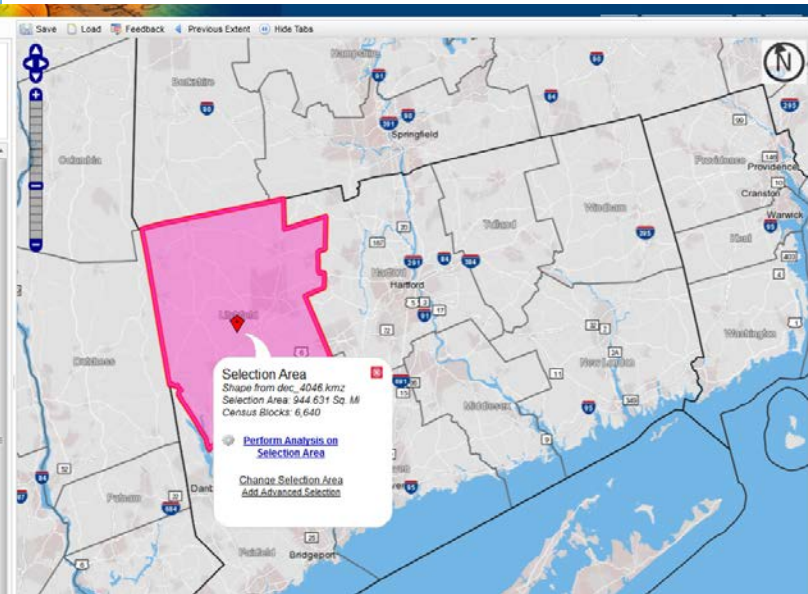 Save Load Feedback Previous Extent Hide Tabs
N
Hampshire
Berkshire
Springfield
Columbia
Providence
Providence
Cranston
Warwick
Windham
Tolland
Kent
Hartford
Hartford
Litchfield
Washington
Dutchess
New London
Middlesex
Selection Area
Shape from dec_4046.kmz
Selection Area: 944.631 Sq. Mi
Census Blocks: 6,640
Perform Analysis on
Selection Area
Change Selection Area
Add Advanced Selection
Putnam
Danb
Fairfield
Bridgeport